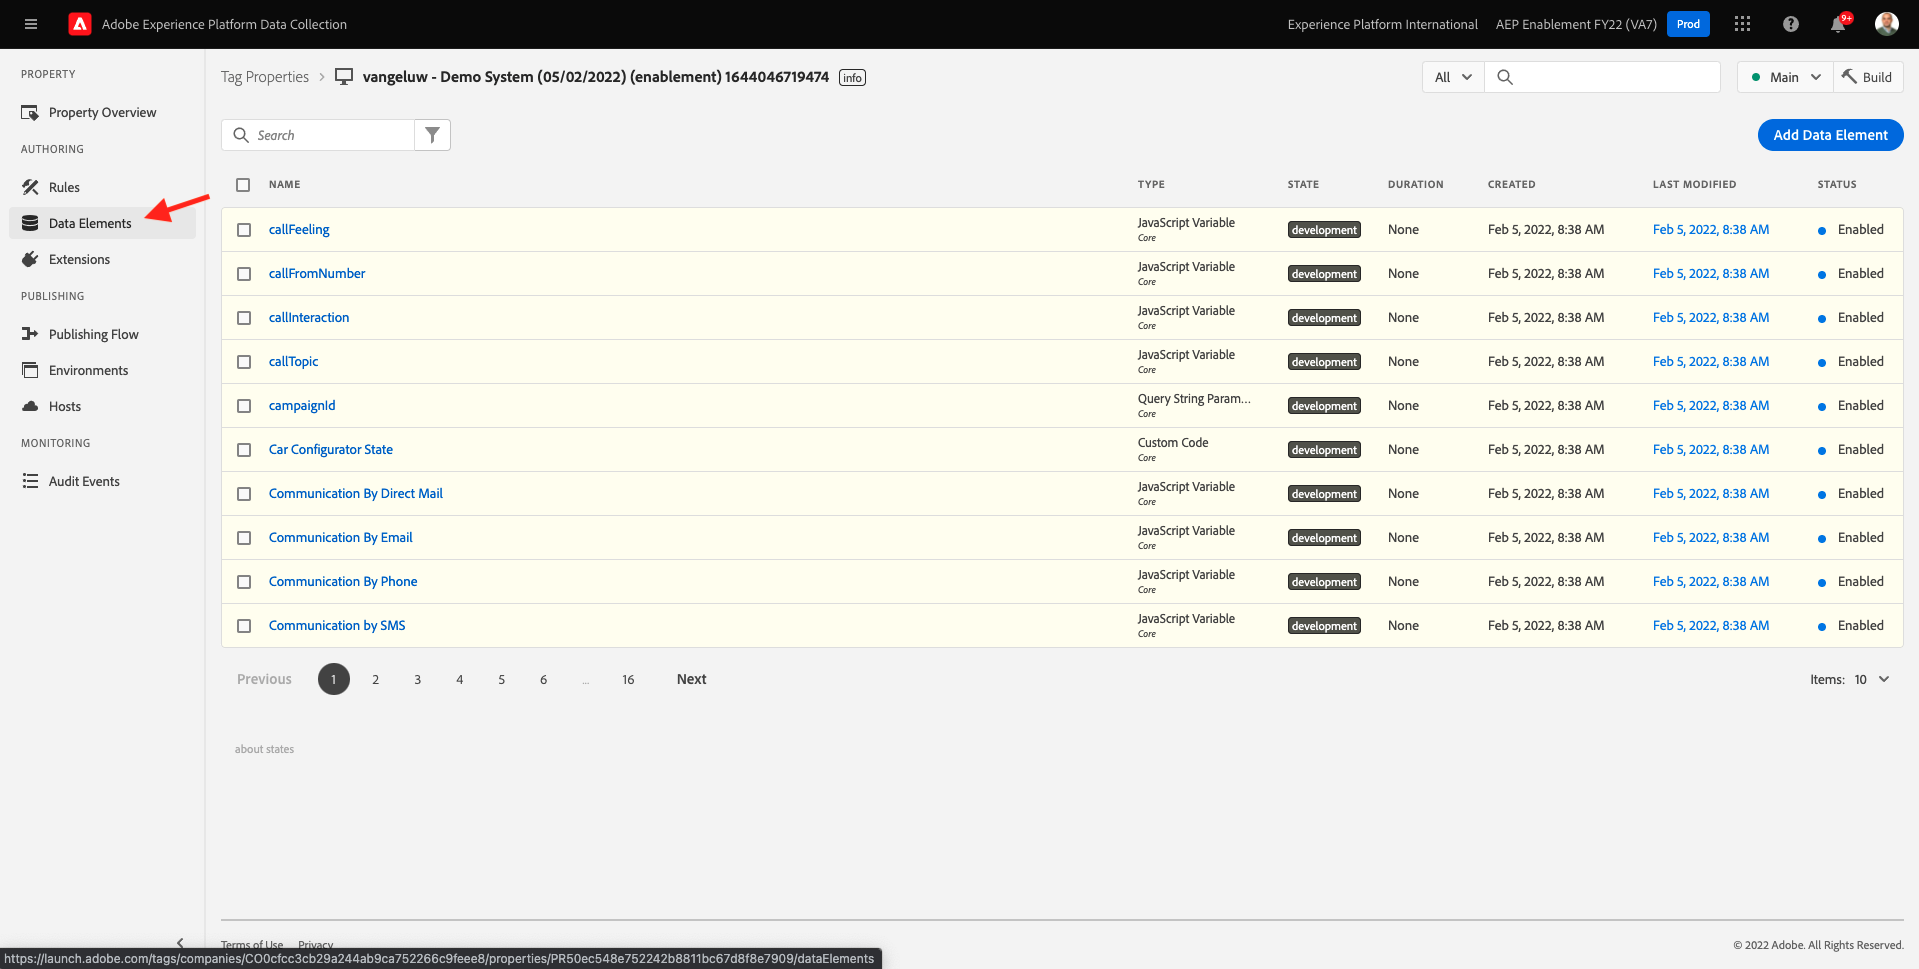 Adobe Experience Platform Data Collection
Experience Platform International
AEP Enablement FY22 (VA7)
Prod
9+
PROPERTY
Property Overview
AUTHORING
Rules
Data Elements
Extensions
PUBLISHING
Publishing Flow
Environments
Hosts
MONITORING
Audit Events
Tag Properties
vangeluw - Demo System (05/02/2022) (enablement) 1644046719474
info
All
Main
Build
Search
Add Data Element
NAME TYPE STATE DURATION CREATED LAST MODIFIED STATUS
callFeeling JavaScript Variable development None Feb 5, 2022, 8:38 AM Feb 5, 2022, 8:38 AM Enabled
Core
callFromNumber JavaScript Variable development None Feb 5, 2022, 8:38 AM Feb 5, 2022, 8:38 AM Enabled
Core
callInteraction JavaScript Variable development None Feb 5, 2022, 8:38 AM Feb 5, 2022, 8:38 AM Enabled
Core
callTopic JavaScript Variable development None Feb 5, 2022, 8:38 AM Feb 5, 2022, 8:38 AM Enabled
Core
campaignId Query String Param... development None Feb 5, 2022, 8:38 AM Feb 5, 2022, 8:38 AM Enabled
Core
Car Configurator State Custom Code development None Feb 5, 2022, 8:38 AM Feb 5, 2022, 8:38 AM Enabled
Core
Communication By Direct Mail JavaScript Variable development None Feb 5, 2022, 8:38 AM Feb 5, 2022, 8:38 AM Enabled
Core
Communication By Email JavaScript Variable development None Feb 5, 2022, 8:38 AM Feb 5, 2022, 8:38 AM Enabled
Core
Communication By Phone JavaScript Variable development None Feb 5, 2022, 8:38 AM Feb 5, 2022, 8:38 AM Enabled
Core
Communication by SMS JavaScript Variable development None Feb 5, 2022, 8:38 AM Feb 5, 2022, 8:38 AM Enabled
Core
Previous 1 2 3 4 5 6 ... 16 Next
Items: 10
about states
Terms of Use Privacy
© 2022 Adobe. All Rights Reserved.
https://launch.adobe.com/tags/companies/CO0cfcc3cb29a244ab9ca752266c9feee8/properties/PR50ec548e752242b8811bc67d8f8e7909/dataElements